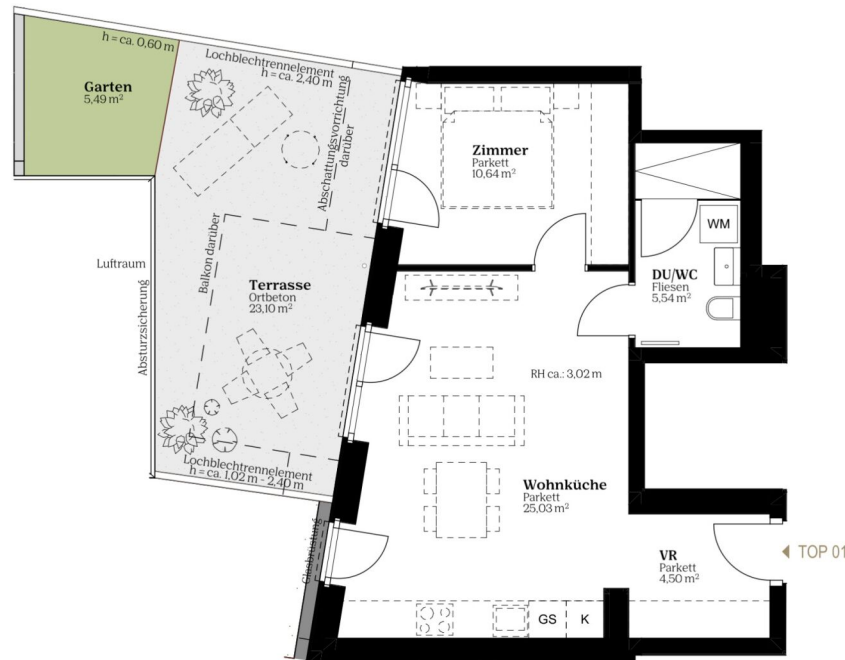 h = ca. 0,60 m
Garten
5,49 m²
Lochblechtrennelement
h = ca. 2,40 m
Abschattungsvorrichtung
darüber
Zimmer
Parkett
10,64 m²
WM
DU/WC
Fliesen
5,54 m²
Luftraum
Absturzsicherung
Balkon darüber
Terrasse
Ortbeton
23,10 m²
RH ca.: 3,02 m
Lochblechtrennelement
h = ca. 1,02 m - 2,40 m
Wohnküche
Parkett
25,03 m²
Glasbrüstung
VR
Parkett
4,50 m²
TOP 01
GS
K